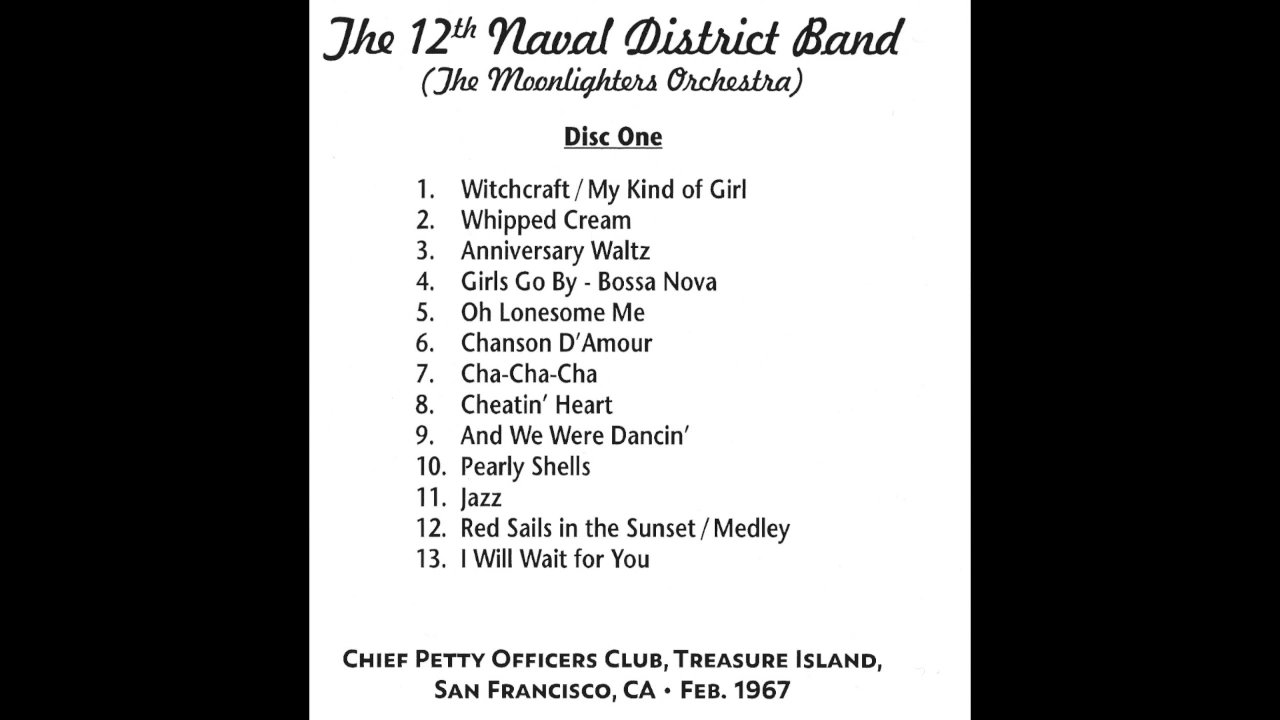 The 12th Naval District Band
(The Moonlighters Orchestra)
Disc One
1. Witchcraft / My Kind of Girl
2. Whipped Cream
3. Anniversary Waltz
4. Girls Go By - Bossa Nova
5. Oh Lonesome Me
6. Chanson D’Amour
7. Cha-Cha-Cha
8. Cheatin’ Heart
9. And We Were Dancin’
10. Pearly Shells
11. Jazz
12. Red Sails in the Sunset / Medley
13. I Will Wait for You
CHIEF PETTY OFFICERS CLUB, TREASURE ISLAND,
SAN FRANCISCO, CA • FEB. 1967